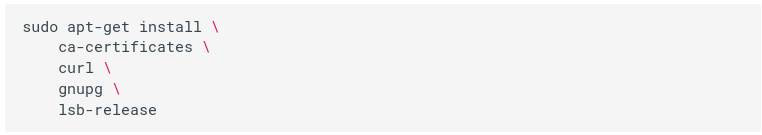 sudo apt-get install \
    ca-certificates \
    curl \
    gnupg \
    lsb-release